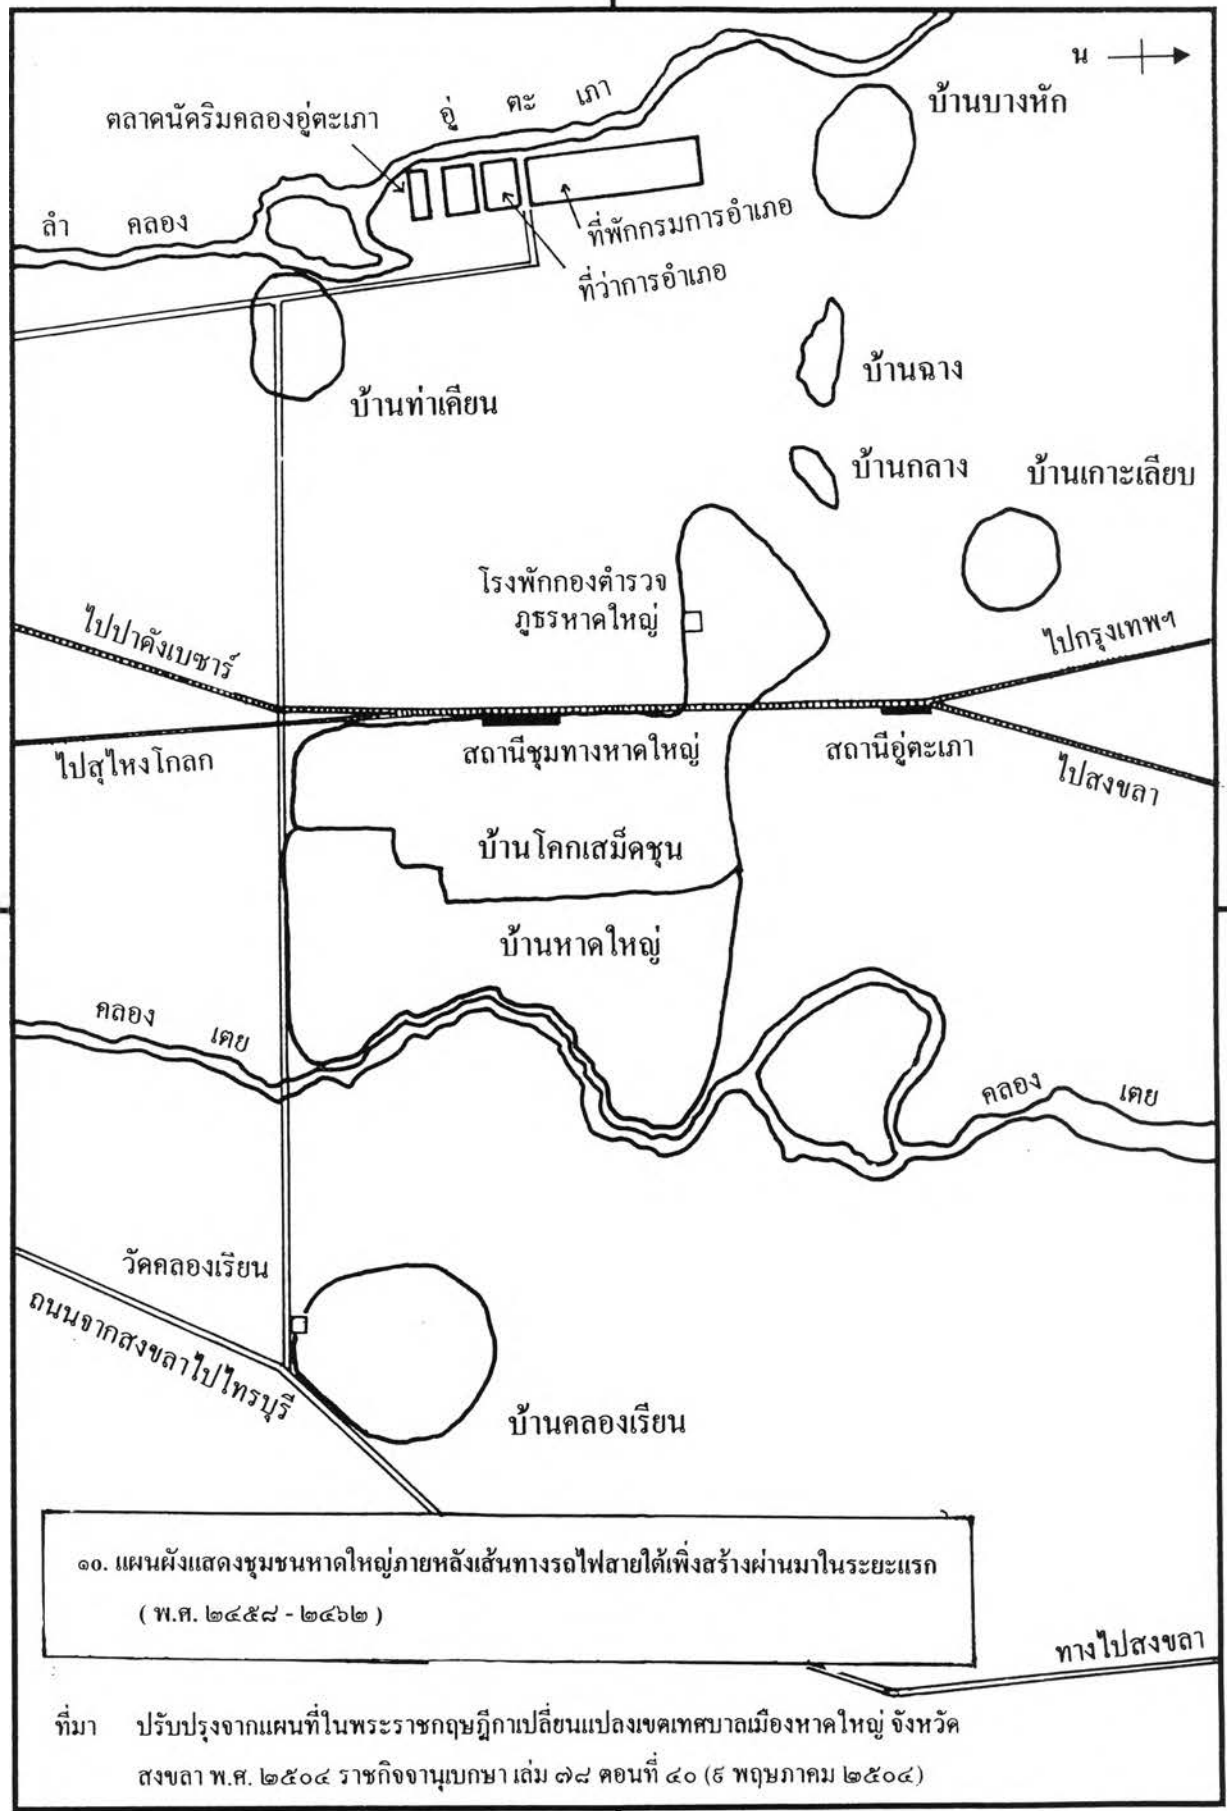 น
บ้านบางหัก
อู่ ตะ เภา
ตลาดนัดริมคลองอู่ตะเภา
ลำ คลอง
ที่พักกรมการอำเภอ
ที่ว่าการอำเภอ
บ้านฉาง
บ้านท่าเคียน
บ้านกลาง
บ้านเกาะเลียบ
โรงพักกองตำรวจ
ภูธรหาดใหญ่
ไปปาดังเบซาร์
ไปกรุงเทพฯ
ไปสุไหงโกลก
สถานีชุมทางหาดใหญ่
สถานีอู่ตะเภา
ไปสงขลา
บ้านโคกเสม็ดชุน
บ้านหาดใหญ่
คลอง เตย
คลอง เตย
วัดคลองเรียน
ถนนจากสงขลาไปไทรบุรี
บ้านคลองเรียน
๑๐. แผนผังแสดงชุมชนหาดใหญ่ภายหลังเส้นทางรถไฟสายใต้เพิ่งสร้างผ่านมาในระยะแรก
( พ.ศ. ๒๔๕๘ - ๒๔๖๒ )
ทางไปสงขลา
ที่มา ปรับปรุงจากแผนที่ในพระราชกฤษฎีกาเปลี่ยนแปลงเขตเทศบาลเมืองหาดใหญ่ จังหวัด
สงขลา พ.ศ. ๒๕๐๔ ราชกิจจานุเบกษา เล่ม ๗๘ ตอนที่ ๔๐ (๙ พฤษภาคม ๒๕๐๔)